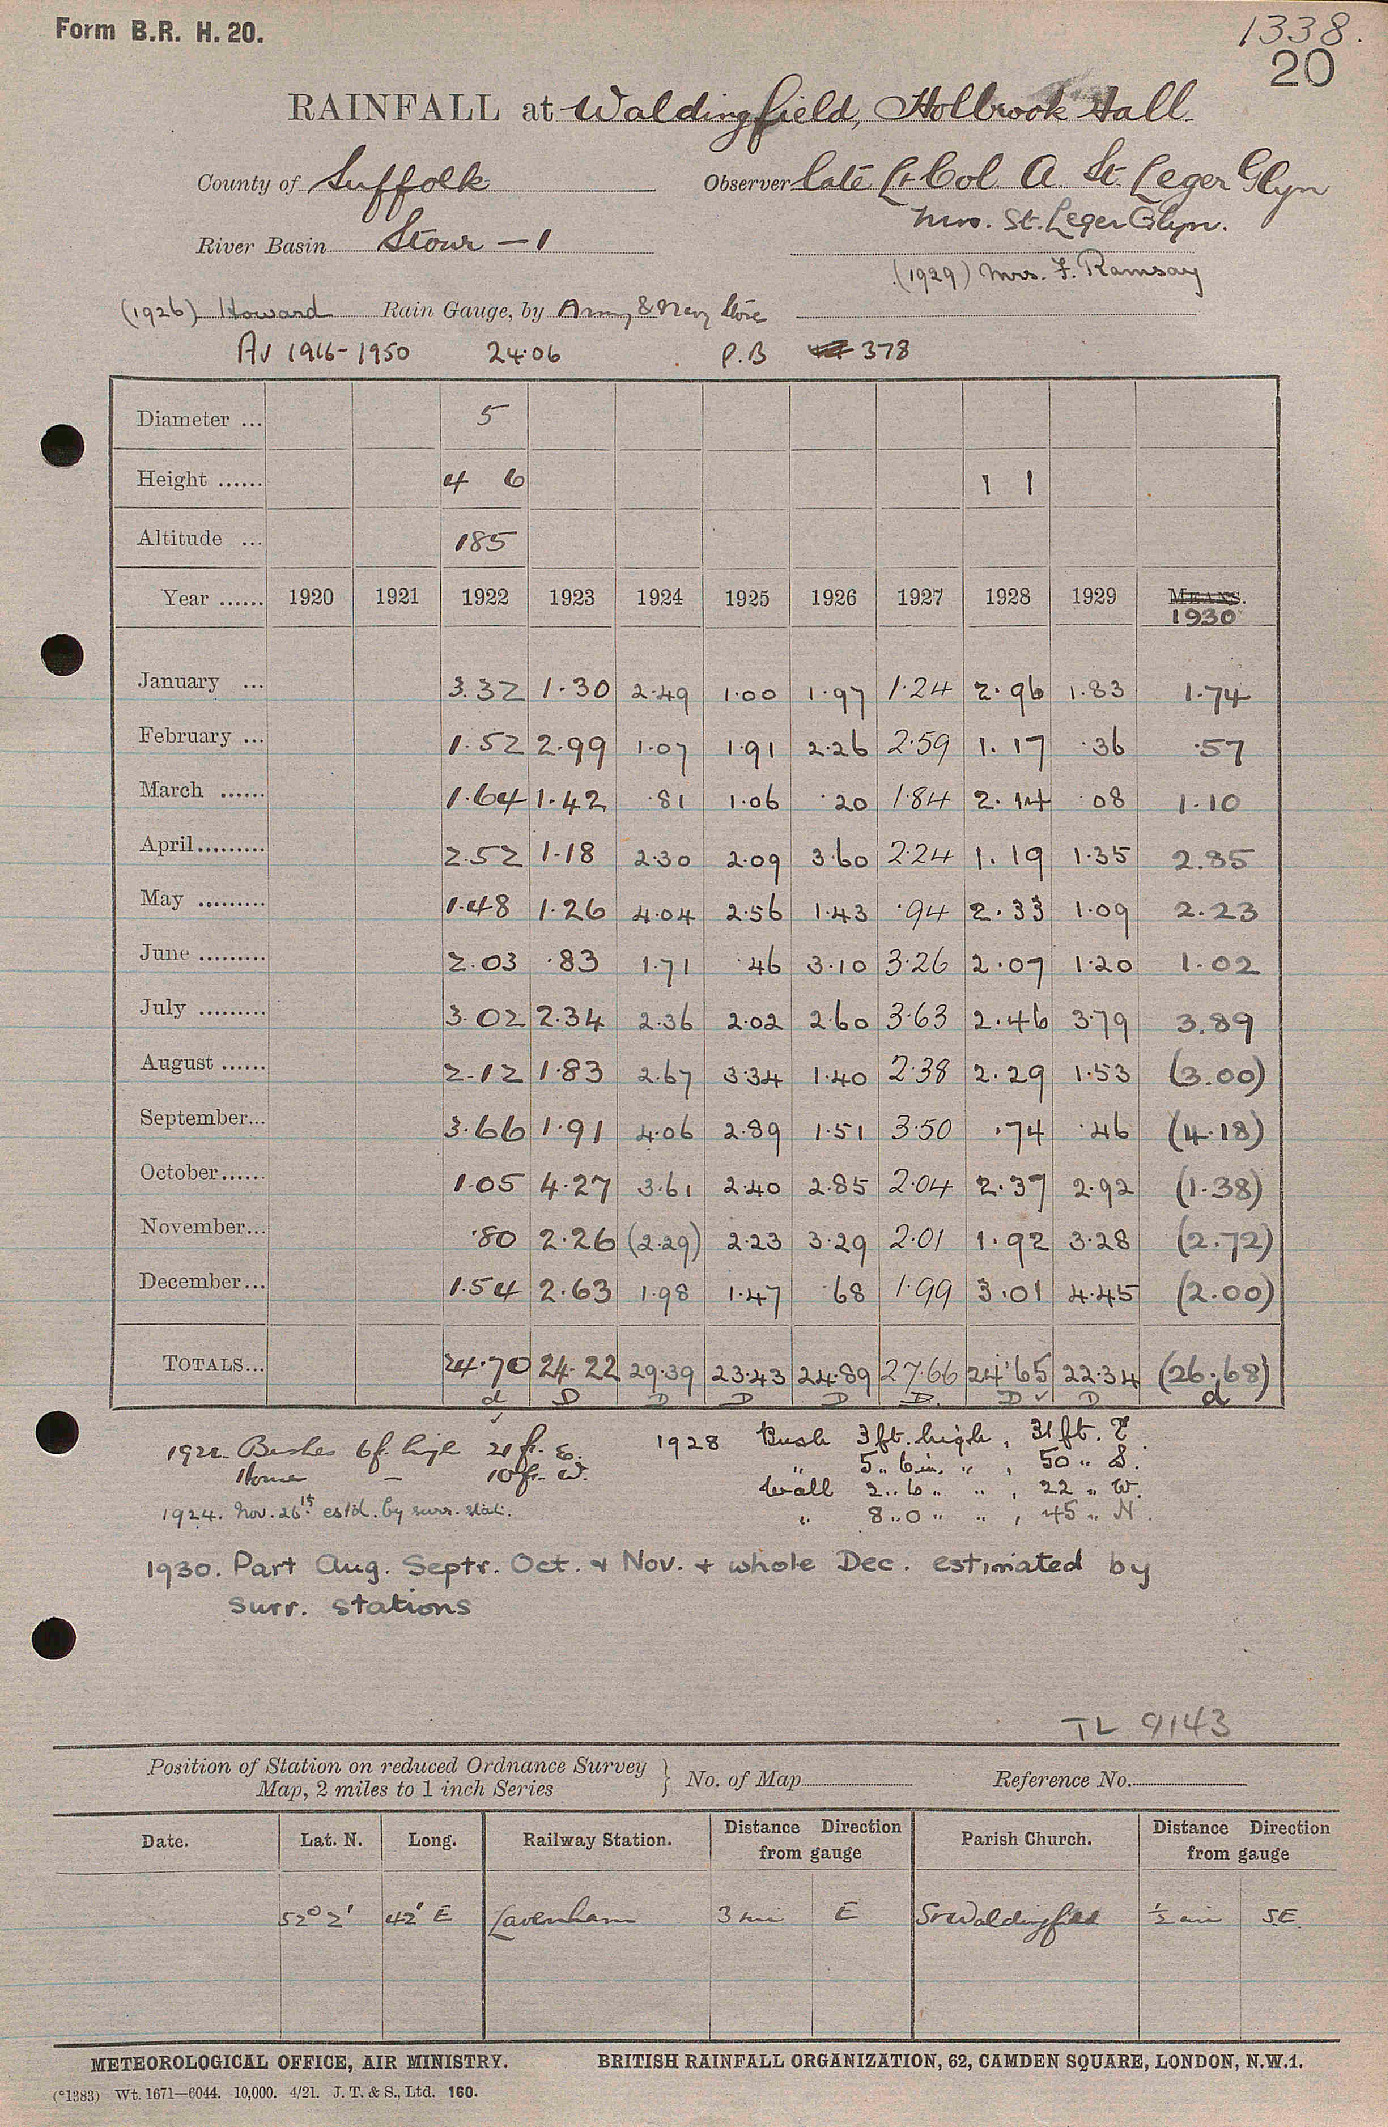 Form B.R. H. 20.
1338.
20
RAINFALL at Waldingfield, Holbrook Hall.
County of Suffolk Observer late Lt Col A. St. Leger Glyn
Mrs. St. Leger Glyn.
River Basin Stour - 1
(1929) Mrs. F. Ramsay
(1926) Howard Rain Gauge, by Army & Navy Store
Av 1916-1950 24.06 P.B 378
Diameter ... 5
Height ...... 4 6 1 1
Altitude ... 185
Year ...... 1920 1921 1922 1923 1924 1925 1926 1927 1928 1929 MEANS.
1930
January ... 3.32 1.30 2.49 1.00 1.97 1.24 2.96 1.83 1.74
February ... 1.52 2.99 1.07 1.91 2.26 2.59 1.17 .36 .57
March ...... 1.64 1.42 .81 1.06 .20 1.84 2.14 .08 1.10
April......... 2.52 1.18 2.30 2.09 3.60 2.24 1.19 1.35 2.85
May ......... 1.48 1.26 4.04 2.56 1.43 .94 2.33 1.09 2.23
June ......... 2.03 .83 1.71 .46 3.10 3.26 2.07 1.20 1.02
July ......... 3.02 2.34 2.36 2.02 2.60 3.63 2.46 3.79 3.89
August ...... 2.12 1.83 2.67 3.34 1.40 2.38 2.29 1.53 (3.00)
September... 3.66 1.91 4.06 2.89 1.51 3.50 .74 .46 (4.18)
October...... 1.05 4.27 3.61 2.40 2.85 2.04 2.37 2.92 (1.38)
November... .80 2.26 (2.29) 2.23 3.29 2.01 1.92 3.28 (2.72)
December... 1.54 2.63 1.98 1.47 .68 1.99 3.01 4.45 (2.00)
TOTALS... 24.70 24.22 29.39 23.43 24.89 27.66 24.65 22.34 (26.68)
d D D D D D. D ✓ D d
1922 Bushes 6ft. high 21 ft. E. 1928 Bush 3ft. high, 31ft. E.
House — 10ft. W. " 5 " 6 in. " , 50 " S.
Wall 2 " 6 " " , 22 " W.
1924. Nov. 26th est'd. by surr. stat. " 8 " 0 " " , 45 " N.
1930. Part Aug. Septr. Oct. & Nov. & whole Dec. estimated by
surr. stations
TL 9143
Position of Station on reduced Ordnance Survey
Map, 2 miles to 1 inch Series } No. of Map Reference No.
Date. Lat. N. Long. Railway Station. Distance Direction from gauge Parish Church. Distance Direction from gauge
52° 2' 42' E Lavenham 3 mi E Waldingfield ½ mi SE.
METEOROLOGICAL OFFICE, AIR MINISTRY. BRITISH RAINFALL ORGANIZATION, 62, CAMDEN SQUARE, LONDON, N.W.1.
(*1383) Wt. 1671—6044. 10,000. 4/21. J. T. & S., Ltd. 160.